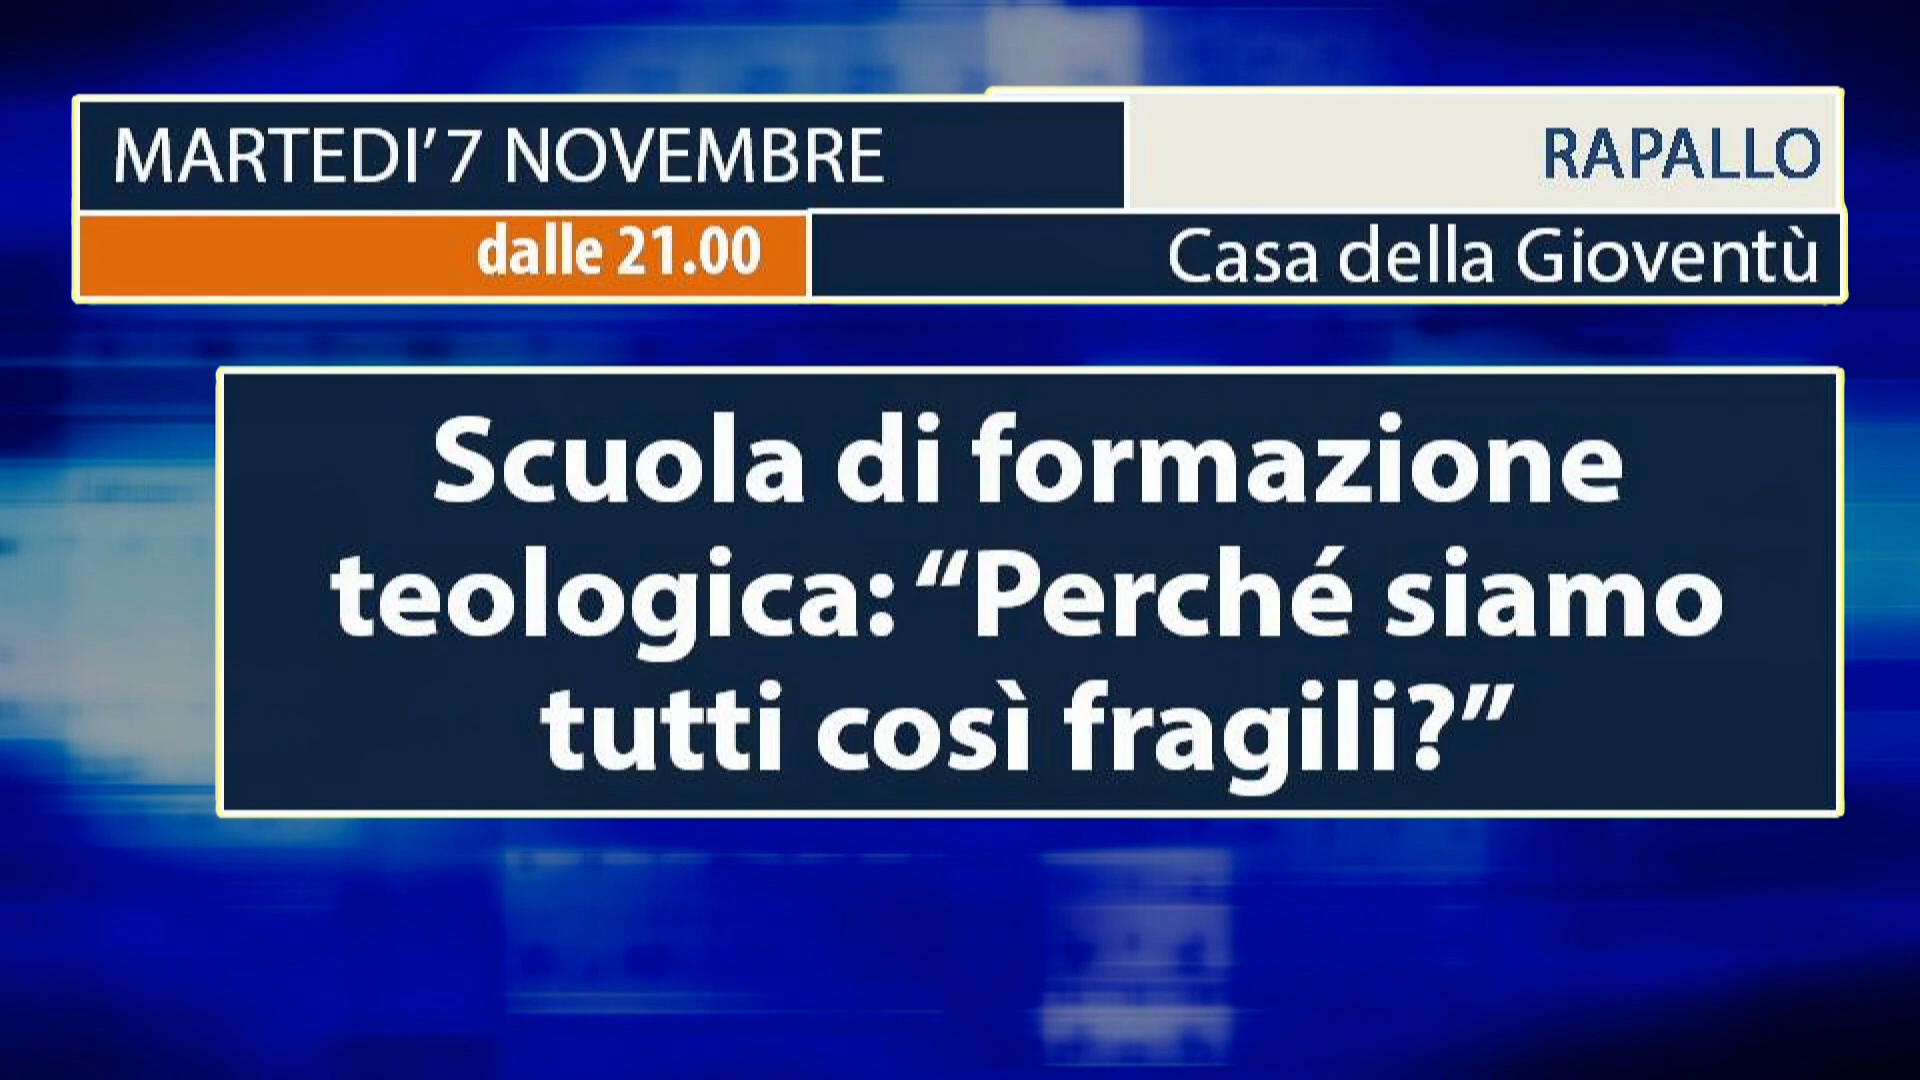 MARTEDI’ 7 NOVEMBRE
RAPALLO
dalle 21.00
Casa della Gioventù
Scuola di formazione
teologica: “Perché siamo
tutti così fragili?”